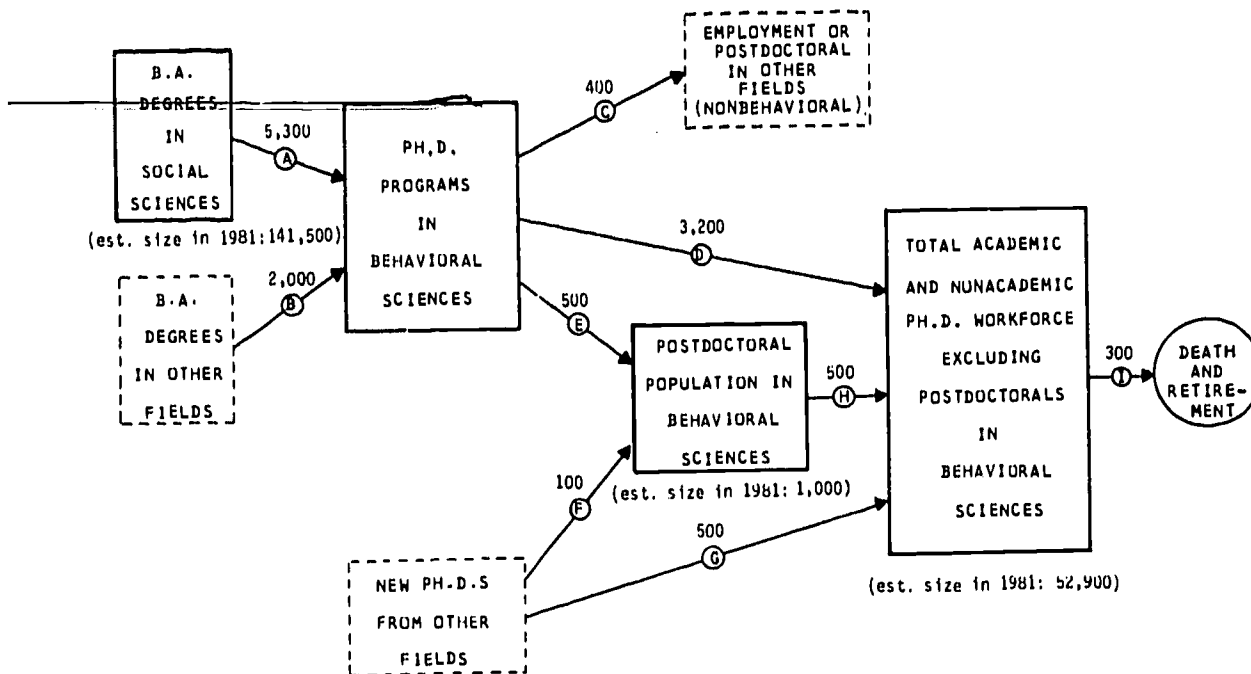 B.A.
DEGREES
IN
SOCIAL
SCIENCES
(est. size in 1981:141,500)
B.A.
DEGREES
IN OTHER
FIELDS
5,300
A
2,000
B
PH.D.
PROGRAMS
IN
BEHAVIORAL
SCIENCES
400
C
EMPLOYMENT OR
POSTDOCTORAL
IN OTHER
FIELDS
(NONBEHAVIORAL)
3,200
D
500
E
POSTDOCTORAL
POPULATION IN
BEHAVIORAL
SCIENCES
(est. size in 1981: 1,000)
100
F
500
G
NEW PH.D.S
FROM OTHER
FIELDS
500
H
TOTAL ACADEMIC
AND NUNACADEMIC
PH.D. WORKFORCE
EXCLUDING
POSTDOCTORALS
IN
BEHAVIORAL
SCIENCES
(est. size in 1981: 52,900)
300
I
DEATH
AND
RETIRE-
MENT